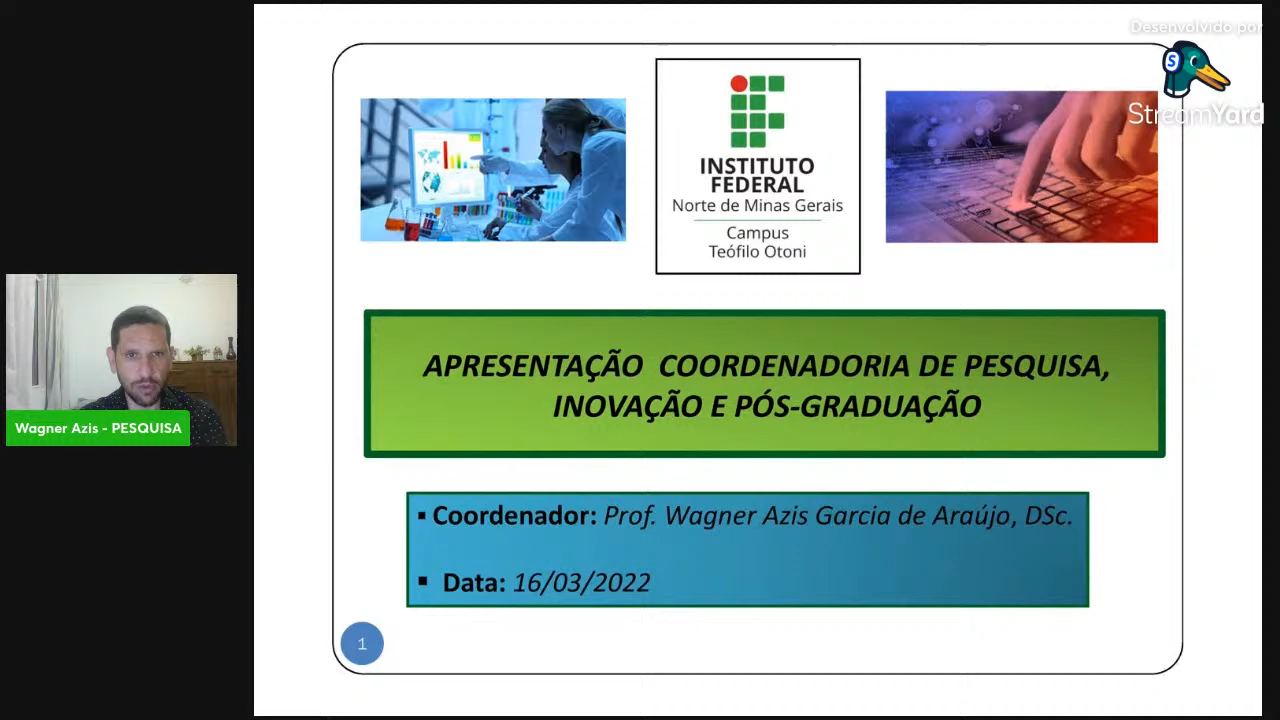 Desenvolvido por
StreamYard
INSTITUTO
FEDERAL
Norte de Minas Gerais
Campus
Teófilo Otoni
APRESENTAÇÃO COORDENADORIA DE PESQUISA,
INOVAÇÃO E PÓS-GRADUAÇÃO
Wagner Azis - PESQUISA
▪ Coordenador: Prof. Wagner Azis Garcia de Araújo, DSc.
▪ Data: 16/03/2022
1